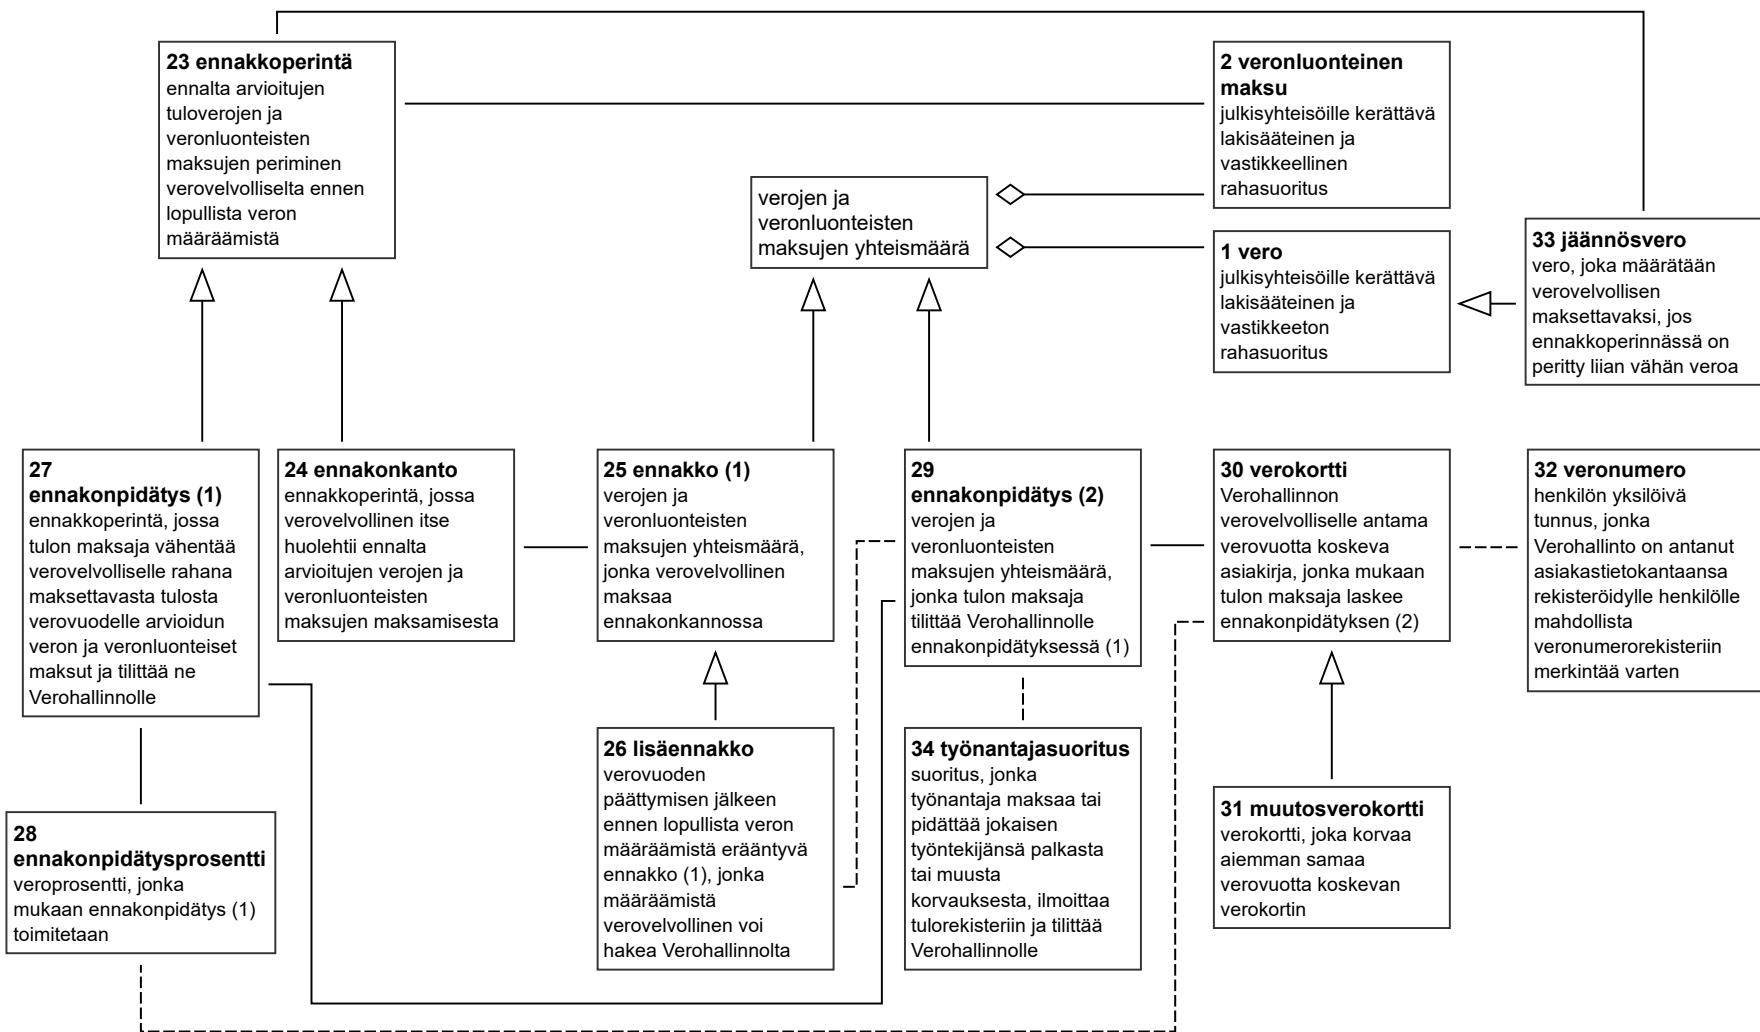 23 ennakkoperintä
ennalta arvioitujen
tuloverojen ja
veronluonteisten
maksujen periminen
verovelvolliselta ennen
lopullista veron
määräämistä
2 veronluonteinen
maksu
julkisyhteisöille kerättävä
lakisääteinen ja
vastikkeellinen
rahasuoritus
verojen ja
veronluonteisten
maksujen yhteismäärä
1 vero
julkisyhteisöille kerättävä
lakisääteinen ja
vastikkeeton
rahasuoritus
33 jäännösvero
vero, joka määrätään
verovelvollisen
maksettavaksi, jos
ennakkoperinnässä on
peritty liian vähän veroa
27
ennakonpidätys (1)
ennakkoperintä, jossa
tulon maksaja vähentää
verovelvolliselle rahana
maksettavasta tulosta
verovuodelle arvioidun
veron ja veronluonteiset
maksut ja tilittää ne
Verohallinnolle
24 ennakonkanto
ennakkoperintä, jossa
verovelvollinen itse
huolehtii ennalta
arvioitujen verojen ja
veronluonteisten
maksujen maksamisesta
25 ennakko (1)
verojen ja
veronluonteisten
maksujen yhteismäärä,
jonka verovelvollinen
maksaa
ennakonkannossa
29
ennakonpidätys (2)
verojen ja
veronluonteisten
maksujen yhteismäärä,
jonka tulon maksaja
tilittää Verohallinnolle
ennakonpidätyksessä (1)
30 verokortti
Verohallinnon
verovelvolliselle antama
verovuotta koskeva
asiakirja, jonka mukaan
tulon maksaja laskee
ennakonpidätyksen (2)
32 veronumero
henkilön yksilöivä
tunnus, jonka
Verohallinto on antanut
asiakastietokantaansa
rekisteröidylle henkilölle
mahdollista
veronumerorekisteriin
merkintää varten
28
ennakonpidätysprosentti
veroprosentti, jonka
mukaan ennakonpidätys (1)
toimitetaan
26 lisäennakko
verovuoden
päättymisen jälkeen
ennen lopullista veron
määräämistä erääntyvä
ennakko (1), jonka
määräämistä
verovelvollinen voi
hakea Verohallinnolta
34 työnantajasuoritus
suoritus, jonka
työnantaja maksaa tai
pidättää jokaisen
työntekijänsä palkasta
tai muusta
korvauksesta, ilmoittaa
tulorekisteriin ja tilittää
Verohallinnolle
31 muutosverokortti
verokortti, joka korvaa
aiemman samaa
verovuotta koskevan
verokortin